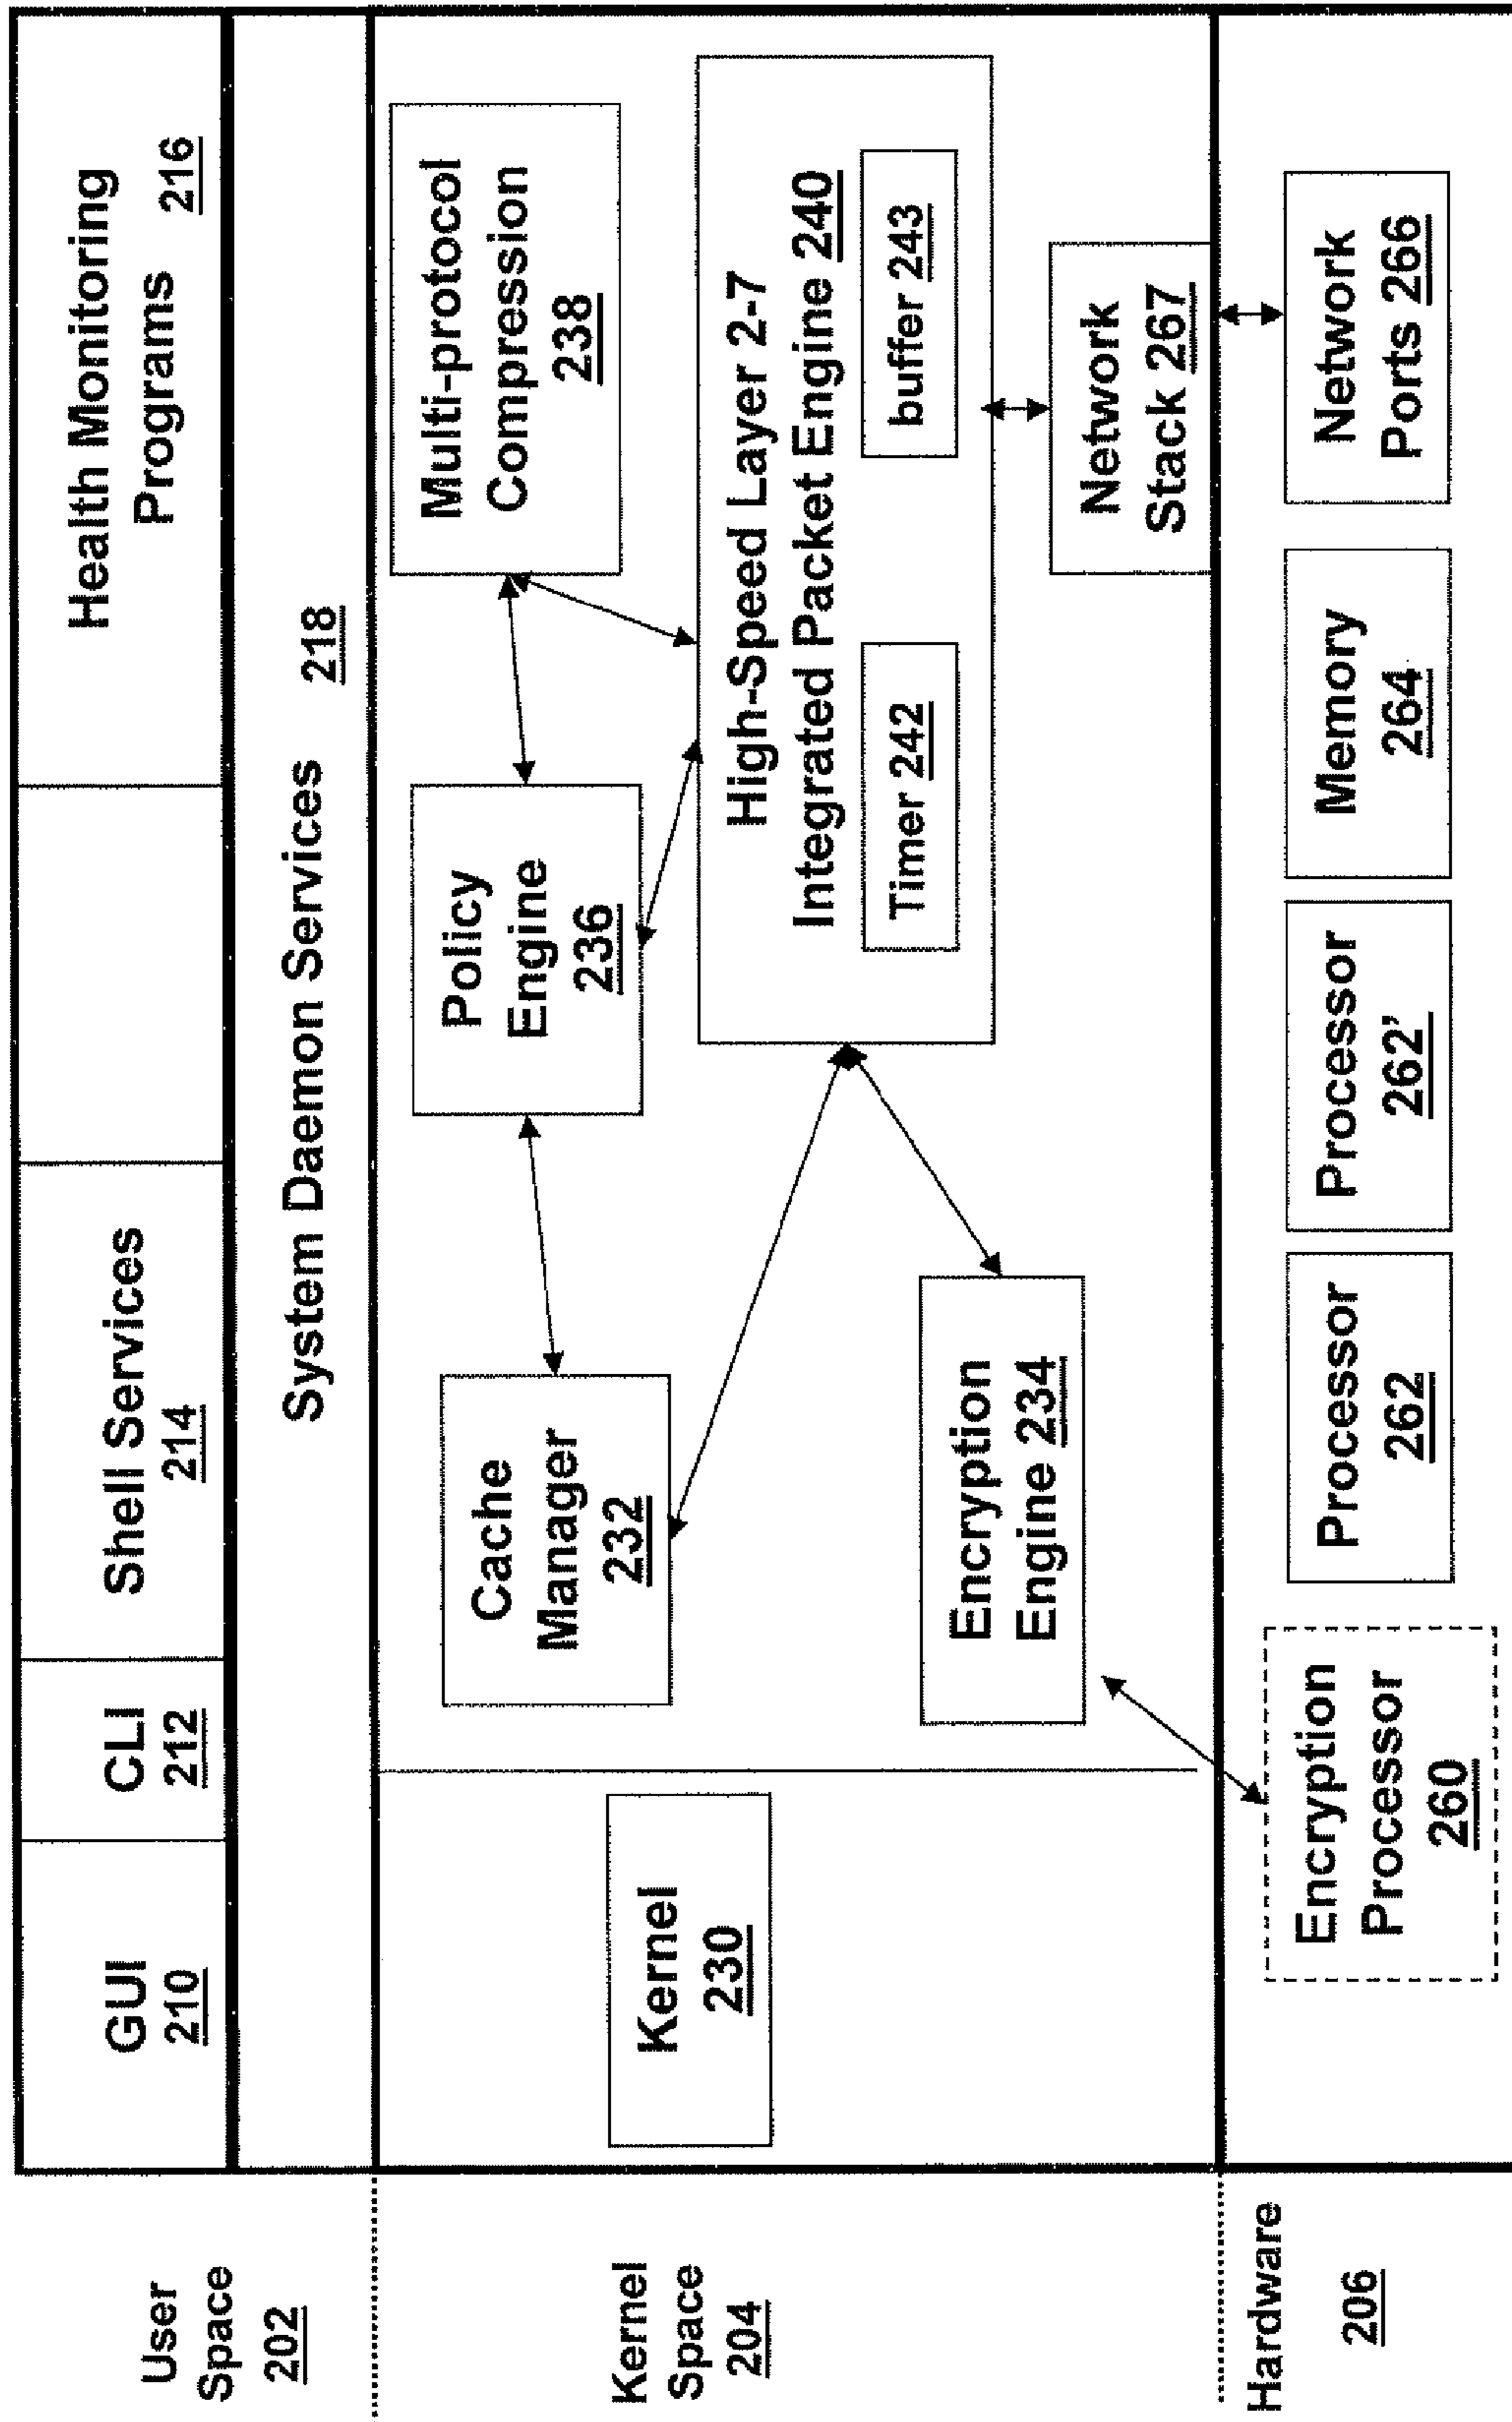 User
Space
202
GUI
210
CLI
212
Shell Services
214
Health Monitoring
Programs 216
System Daemon Services 218
Kernel
Space
204
Kernel
230
Cache
Manager
232
Policy
Engine
236
Multi-protocol
Compression
238
High-Speed Layer 2-7
Integrated Packet Engine 240
Timer 242
buffer 243
Encryption
Engine 234
Network
Stack 267
Hardware
206
Encryption
Processor
260
Processor
262
Processor
262’
Memory
264
Network
Ports 266